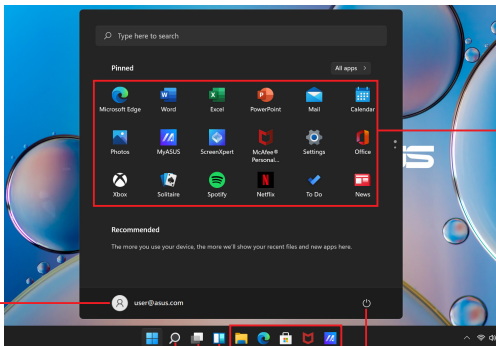 Type here to search
Pinned
All apps >
Microsoft Edge
Word
Excel
PowerPoint
Mail
Calendar
Photos
MyASUS
ScreenXpert
McAfee®
Personal...
Settings
Office
Xbox
Solitaire
Spotify
Netflix
To Do
News
Recommended
The more you use your device, the more we'll show your recent files and new apps here.
user@asus.com